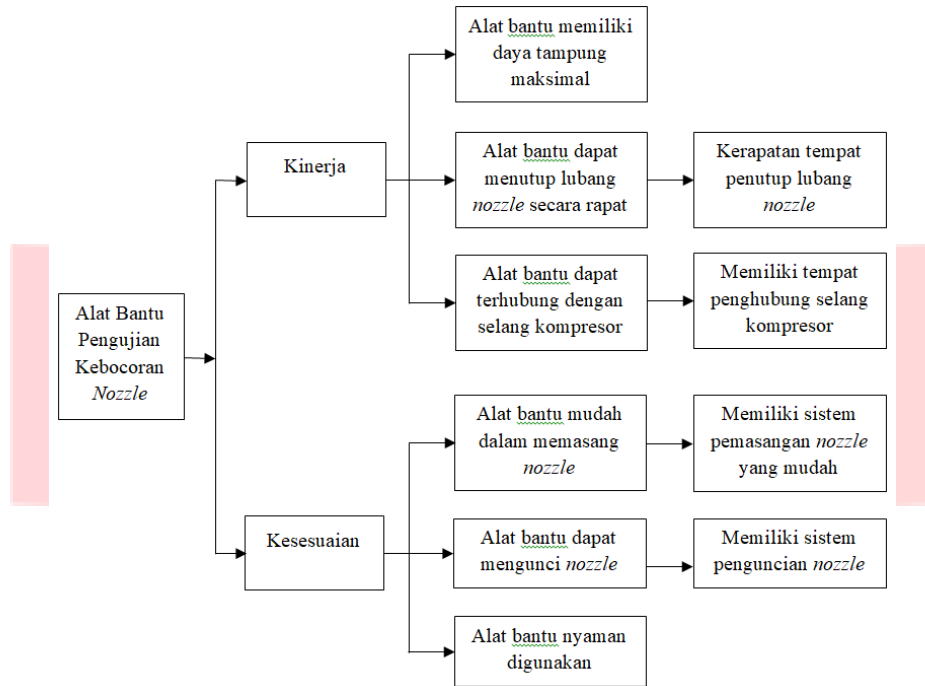 Alat Bantu
Pengujian
Kebocoran
Nozzle
Kinerja
Alat bantu memiliki
daya tampung
maksimal
Alat bantu dapat
menutup lubang
nozzle secara rapat
Kerapatan tempat
penutup lubang
nozzle
Alat bantu dapat
terhubung dengan
selang kompresor
Memiliki tempat
penghubung selang
kompresor
Kesesuaian
Alat bantu mudah
dalam memasang
nozzle
Memiliki sistem
pemasangan nozzle
yang mudah
Alat bantu dapat
mengunci nozzle
Memiliki sistem
penguncian nozzle
Alat bantu nyaman
digunakan